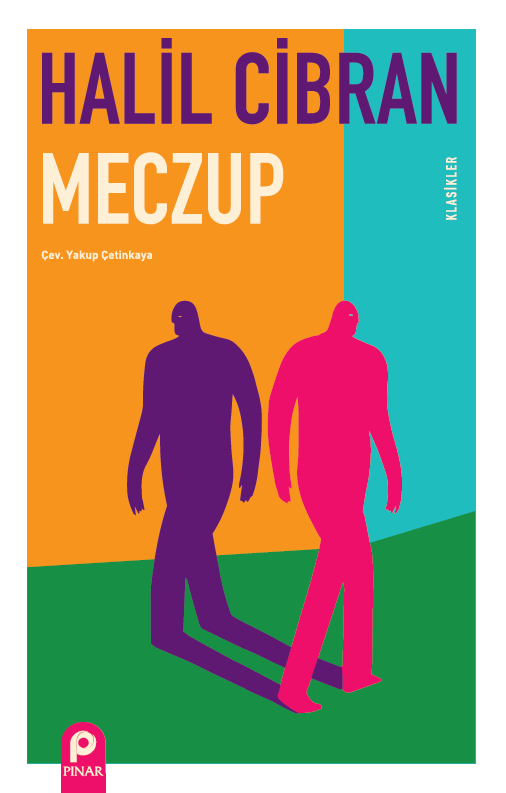 HALİL CİBRAN
MECZUP
KLASİKLER
Çev. Yakup Çetinkaya
PINAR